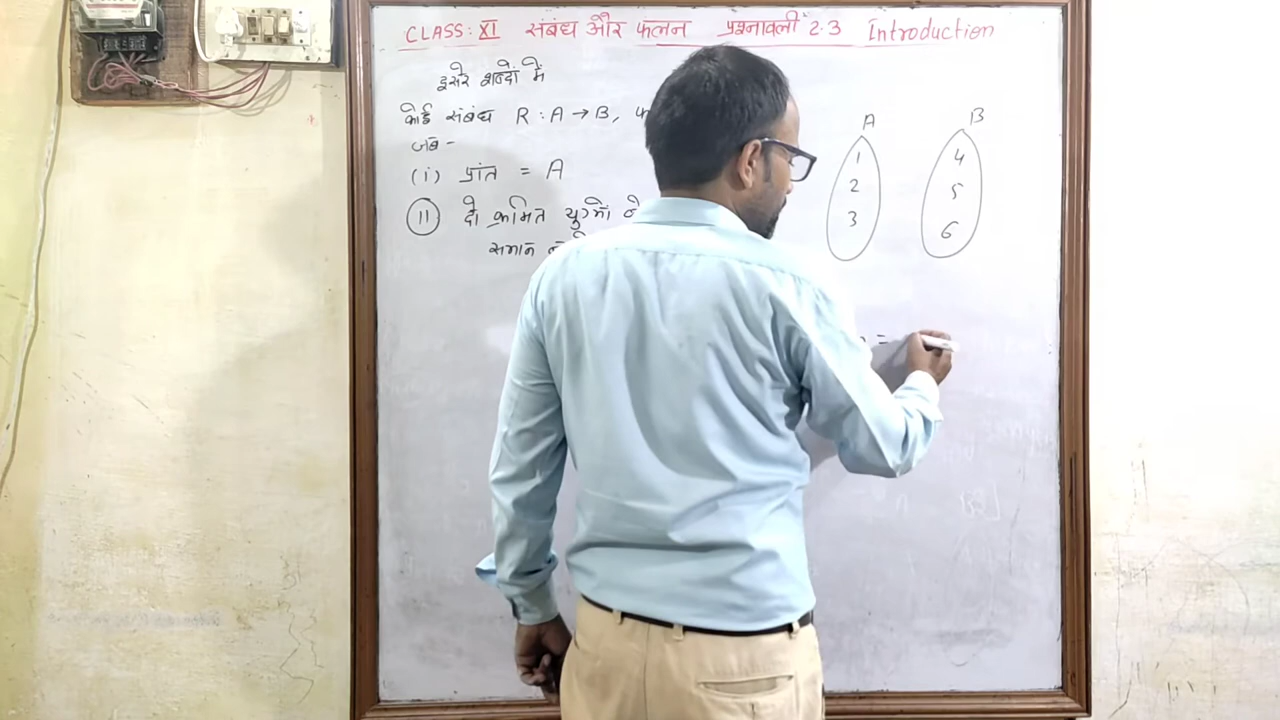 CLASS: XI संबंध और फलन प्रश्नावली 2.3 Introduction
दुसरे शब्दों में
कोई संबंध R : A → B,
जब -
(i) प्रांत = A
(ii) दो क्रमित युग्मों
समान
A B
1 4
2 5
3 6
=